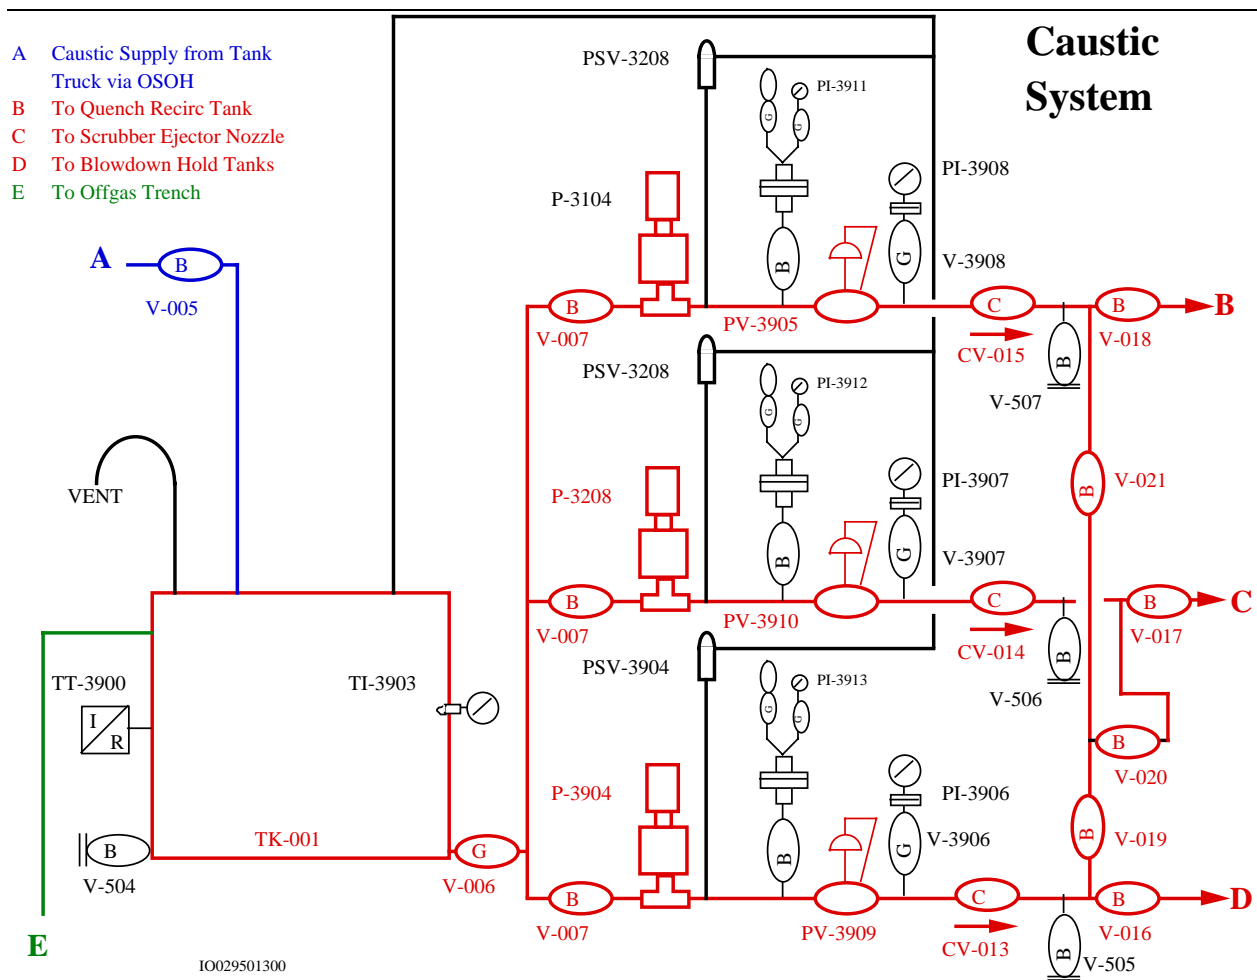 Caustic
System
A Caustic Supply from Tank
Truck via OSOH
B To Quench Recirc Tank
C To Scrubber Ejector Nozzle
D To Blowdown Hold Tanks
E To Offgas Trench
PSV-3208
G
G
PI-3911
P-3104
PI-3908
A
B
V-005
B
G
V-3908
B
V-007
PV-3905
C
CV-015
B
V-018
B
B
V-507
PSV-3208
G
G
PI-3912
VENT
P-3208
PI-3907
B
V-021
B
G
V-3907
B
V-007
PV-3910
C
CV-014
B
V-017
C
B
V-506
PSV-3904
G
G
PI-3913
TT-3900
I
R
TI-3903
B
V-020
P-3904
PI-3906
TK-001
B
V-504
G
V-006
B
G
V-3906
B
V-019
B
V-007
PV-3909
C
CV-013
B
V-016
D
B
V-505
E
IO029501300